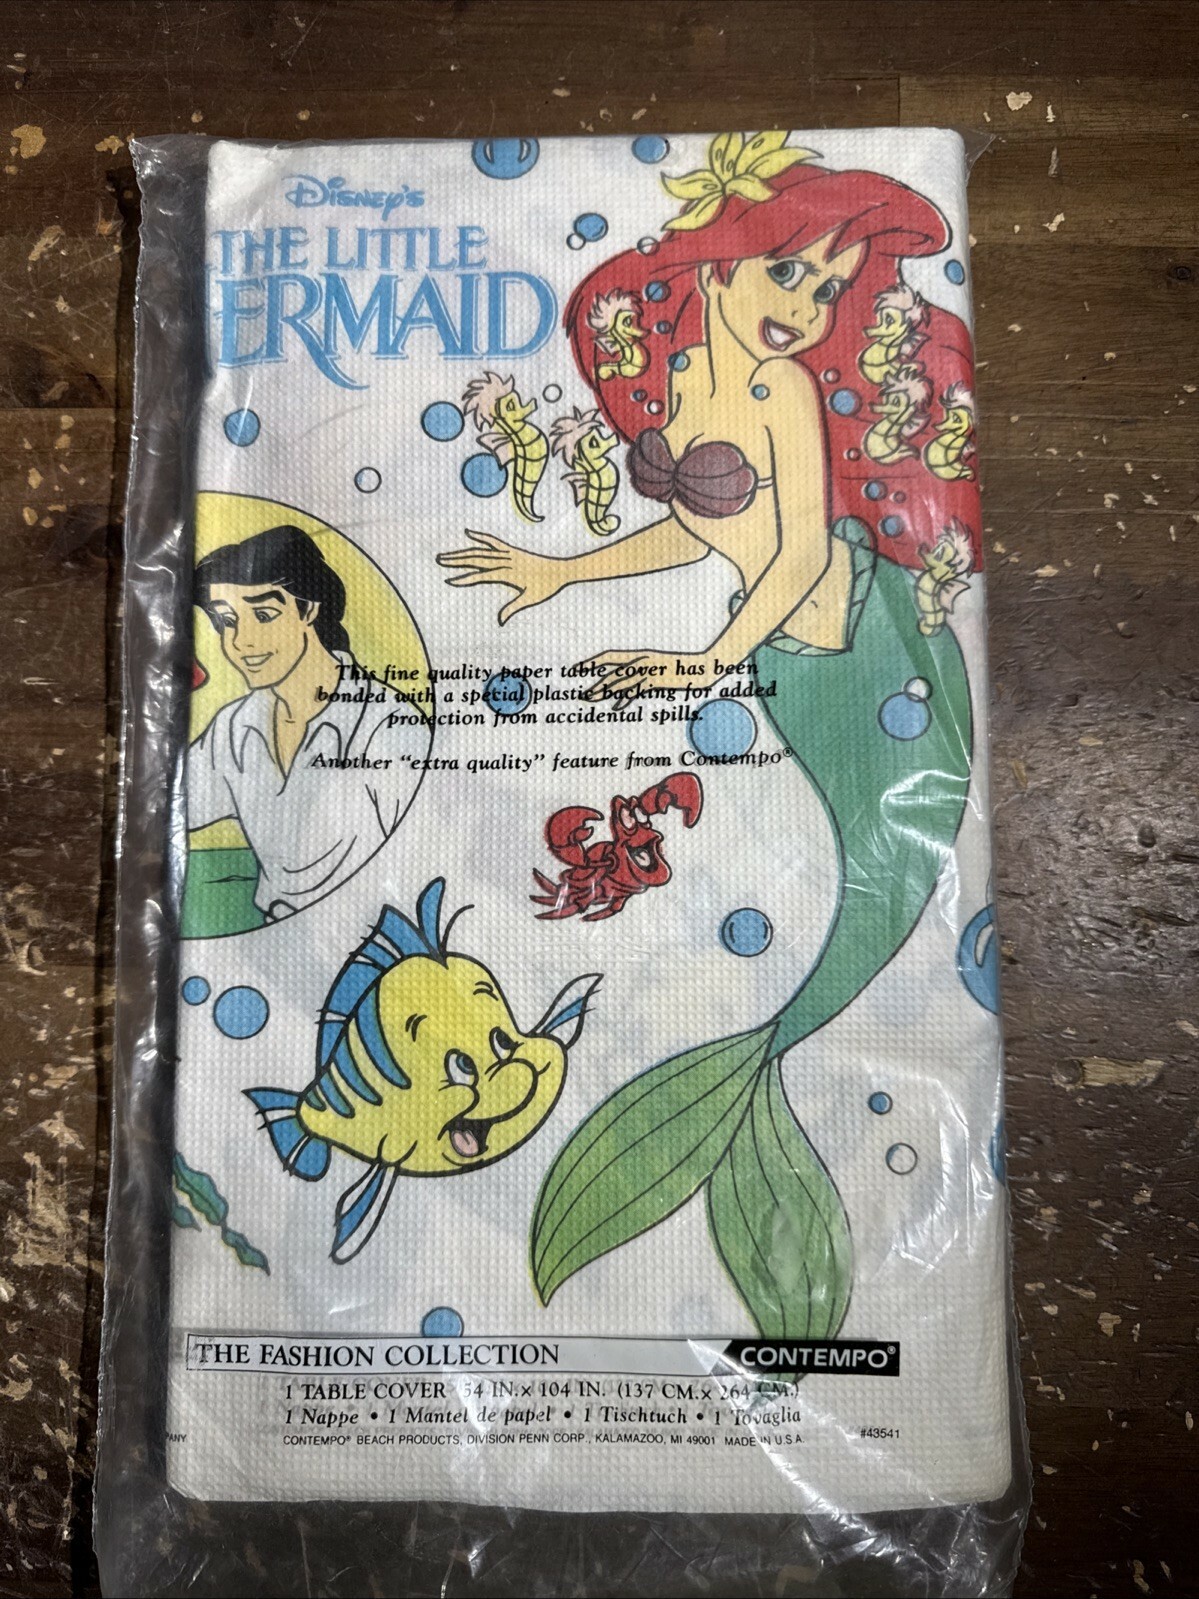 Disney's
THE LITTLE
ERMAID
This fine quality paper table cover has been
bonded with a special plastic backing for added
protection from accidental spills.
Another "extra quality" feature from Contempo®
THE FASHION COLLECTION
CONTEMPO®
1 TABLE COVER 54 IN.x 104 IN. (137 CM.x 264 CM.)
1 Nappe • 1 Mantel de papel • 1 Tischtuch • 1 Tovaglia
ANY
CONTEMPO® BEACH PRODUCTS, DIVISION PENN CORP., KALAMAZOO, MI 49001 MADE IN U.S.A.
#43541